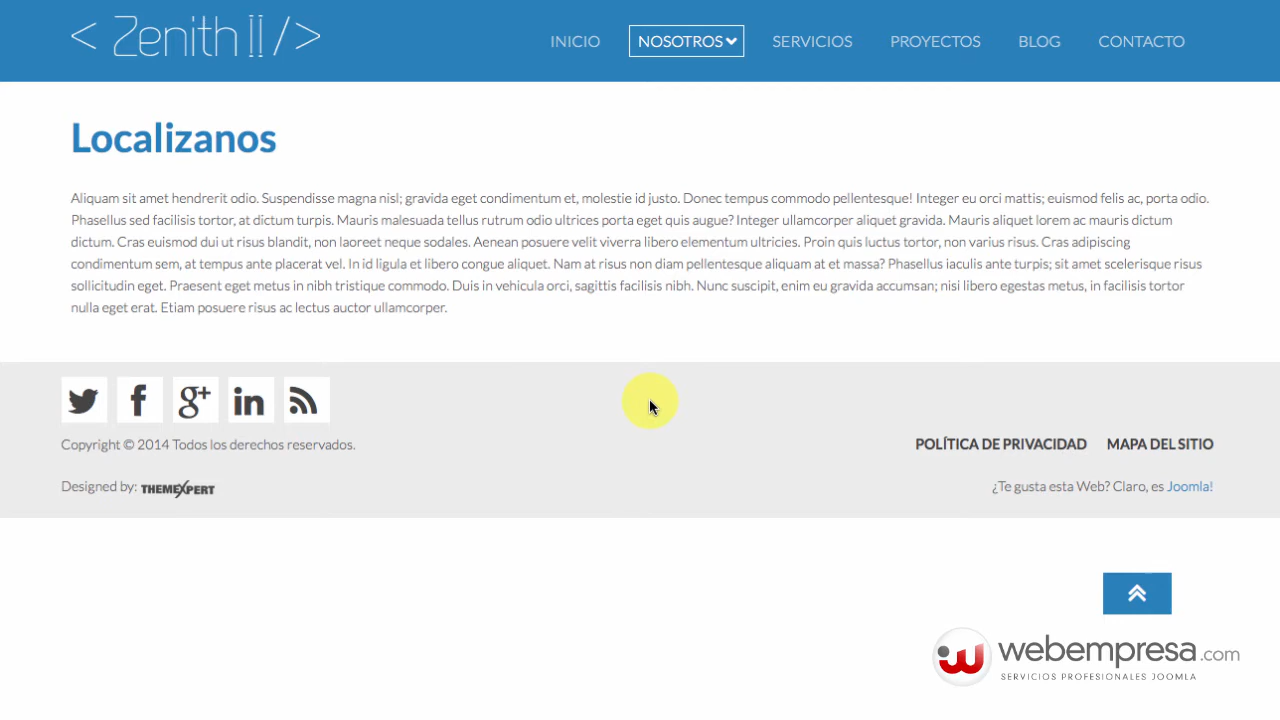 < Zenith II />
INICIO NOSOTROS SERVICIOS PROYECTOS BLOG CONTACTO
Localizanos
Aliquam sit amet hendrerit odio. Suspendisse magna nisl; gravida eget condimentum et, molestie id justo. Donec tempus commodo pellentesque! Integer eu orci mattis; euismod felis ac, porta odio.
Phasellus sed facilisis tortor, at dictum turpis. Mauris malesuada tellus rutrum odio ultrices porta eget quis augue? Integer ullamcorper aliquet gravida. Mauris aliquet lorem ac mauris dictum
dictum. Cras euismod dui ut risus blandit, non laoreet neque sodales. Aenean posuere velit viverra libero elementum ultricies. Proin quis luctus tortor, non varius risus. Cras adipiscing
condimentum sem, at tempus ante placerat vel. In id ligula et libero congue aliquet. Nam at risus non diam pellentesque aliquam at et massa? Phasellus iaculis ante turpis; sit amet scelerisque risus
sollicitudin eget. Praesent eget metus in nibh tristique commodo. Duis in vehicula orci, sagittis facilisis nibh. Nunc suscipit, enim eu gravida accumsan; nisi libero egestas metus, in facilisis tortor
nulla eget erat. Etiam posuere risus ac lectus auctor ullamcorper.
Copyright © 2014 Todos los derechos reservados.
POLÍTICA DE PRIVACIDAD MAPA DEL SITIO
Designed by: THEMEXPERT
¿Te gusta esta Web? Claro, es Joomla!
webempresa.com
SERVICIOS PROFESIONALES JOOMLA